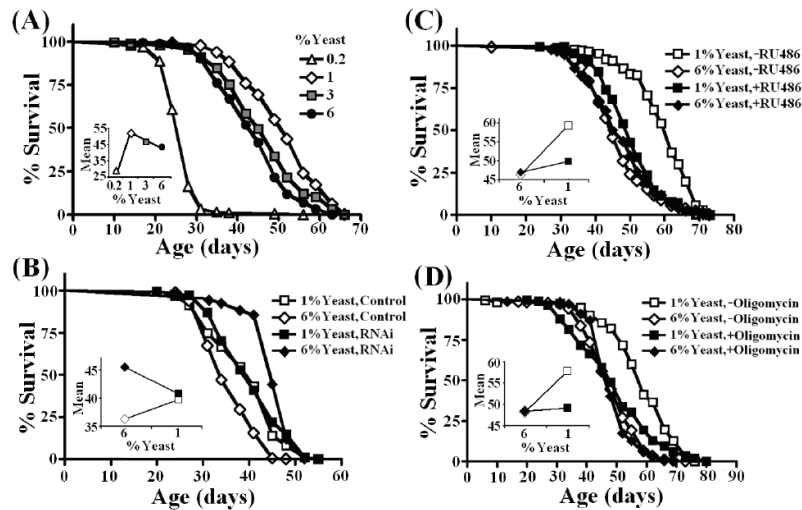 (A)
% Survival
100
75
50
25
0
0 10 20 30 40 50 60 70
Age (days)
%Yeast
0.2
1
3
6
Mean
55
45
35
25
0.2 1 3 6
%Yeast
(C)
% Survival
100
75
50
25
0
0 10 20 30 40 50 60 70 80
Age (days)
1%Yeast,-RU486
6%Yeast,-RU486
1%Yeast,+RU486
6%Yeast,+RU486
Mean
60
55
50
45
6 1
% Yeast
(B)
% Survival
100
75
50
25
0
0 10 20 30 40 50 60
Age (days)
1%Yeast,Control
6%Yeast,Control
1%Yeast,RNAi
6%Yeast,RNAi
Mean
55
45
35
6 1
%Yeast
(D)
% Survival
100
75
50
25
0
0 10 20 30 40 50 60 70 80 90
Age (days)
1%Yeast,-Oligomycin
6%Yeast,-Oligomycin
1%Yeast,+Oligomycin
6%Yeast,+Oligomycin
Mean
60
55
50
45
6 1
% Yeast